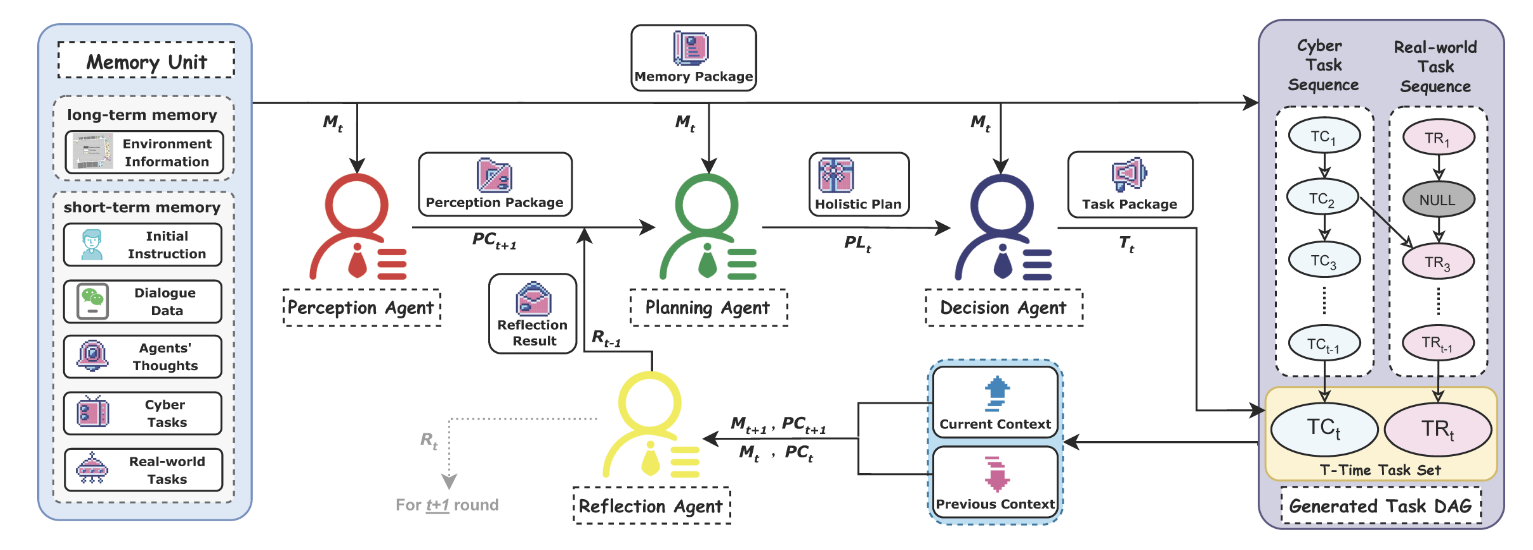 Memory Unit
long-term memory
Environment
Information
short-term memory
Initial
Instruction
Dialogue
Data
Agents'
Thoughts
Cyber
Tasks
Real-world
Tasks
Memory Package
M_t
M_t
M_t
Perception Package
PC_{t+1}
Perception Agent
Reflection
Result
R_{t-1}
Planning Agent
Holistic Plan
PL_t
Decision Agent
Task Package
T_t
R_t
For t+1 round
Reflection Agent
M_{t+1} , PC_{t+1}
M_t , PC_t
Current Context
Previous Context
Cyber
Task
Sequence
TC_1
TC_2
TC_3
TC_{t-1}
Real-world
Task
Sequence
TR_1
NULL
TR_3
TR_{t-1}
TC_t
TR_t
T-Time Task Set
Generated Task DAG